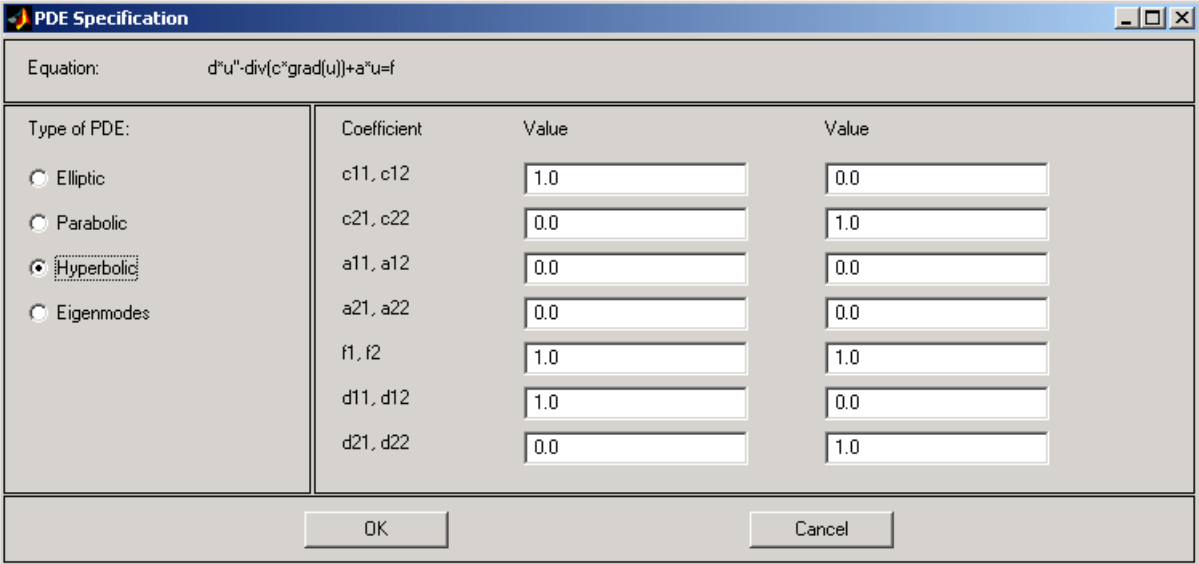 PDE Specification
Equation: d*u''-div(c*grad(u))+a*u=f
Type of PDE:
Elliptic
Parabolic
Hyperbolic
Eigenmodes
Coefficient Value Value
c11, c12 1.0 0.0
c21, c22 0.0 1.0
a11, a12 0.0 0.0
a21, a22 0.0 0.0
f1, f2 1.0 1.0
d11, d12 1.0 0.0
d21, d22 0.0 1.0
OK Cancel